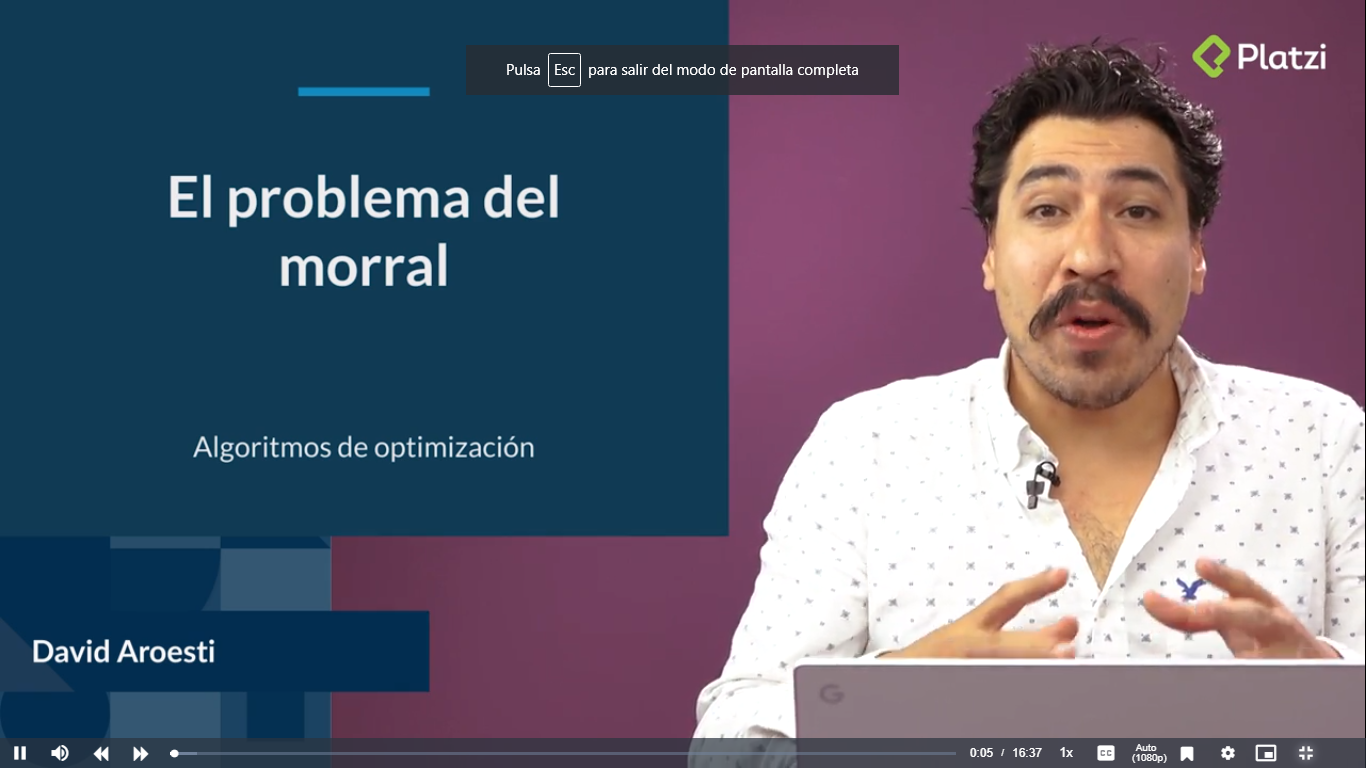 Pulsa Esc para salir del modo de pantalla completa
Platzi
El problema del
morral
Algoritmos de optimización
David Aroesti
G
0:05 / 16:37 1x CC Auto
(1080p)